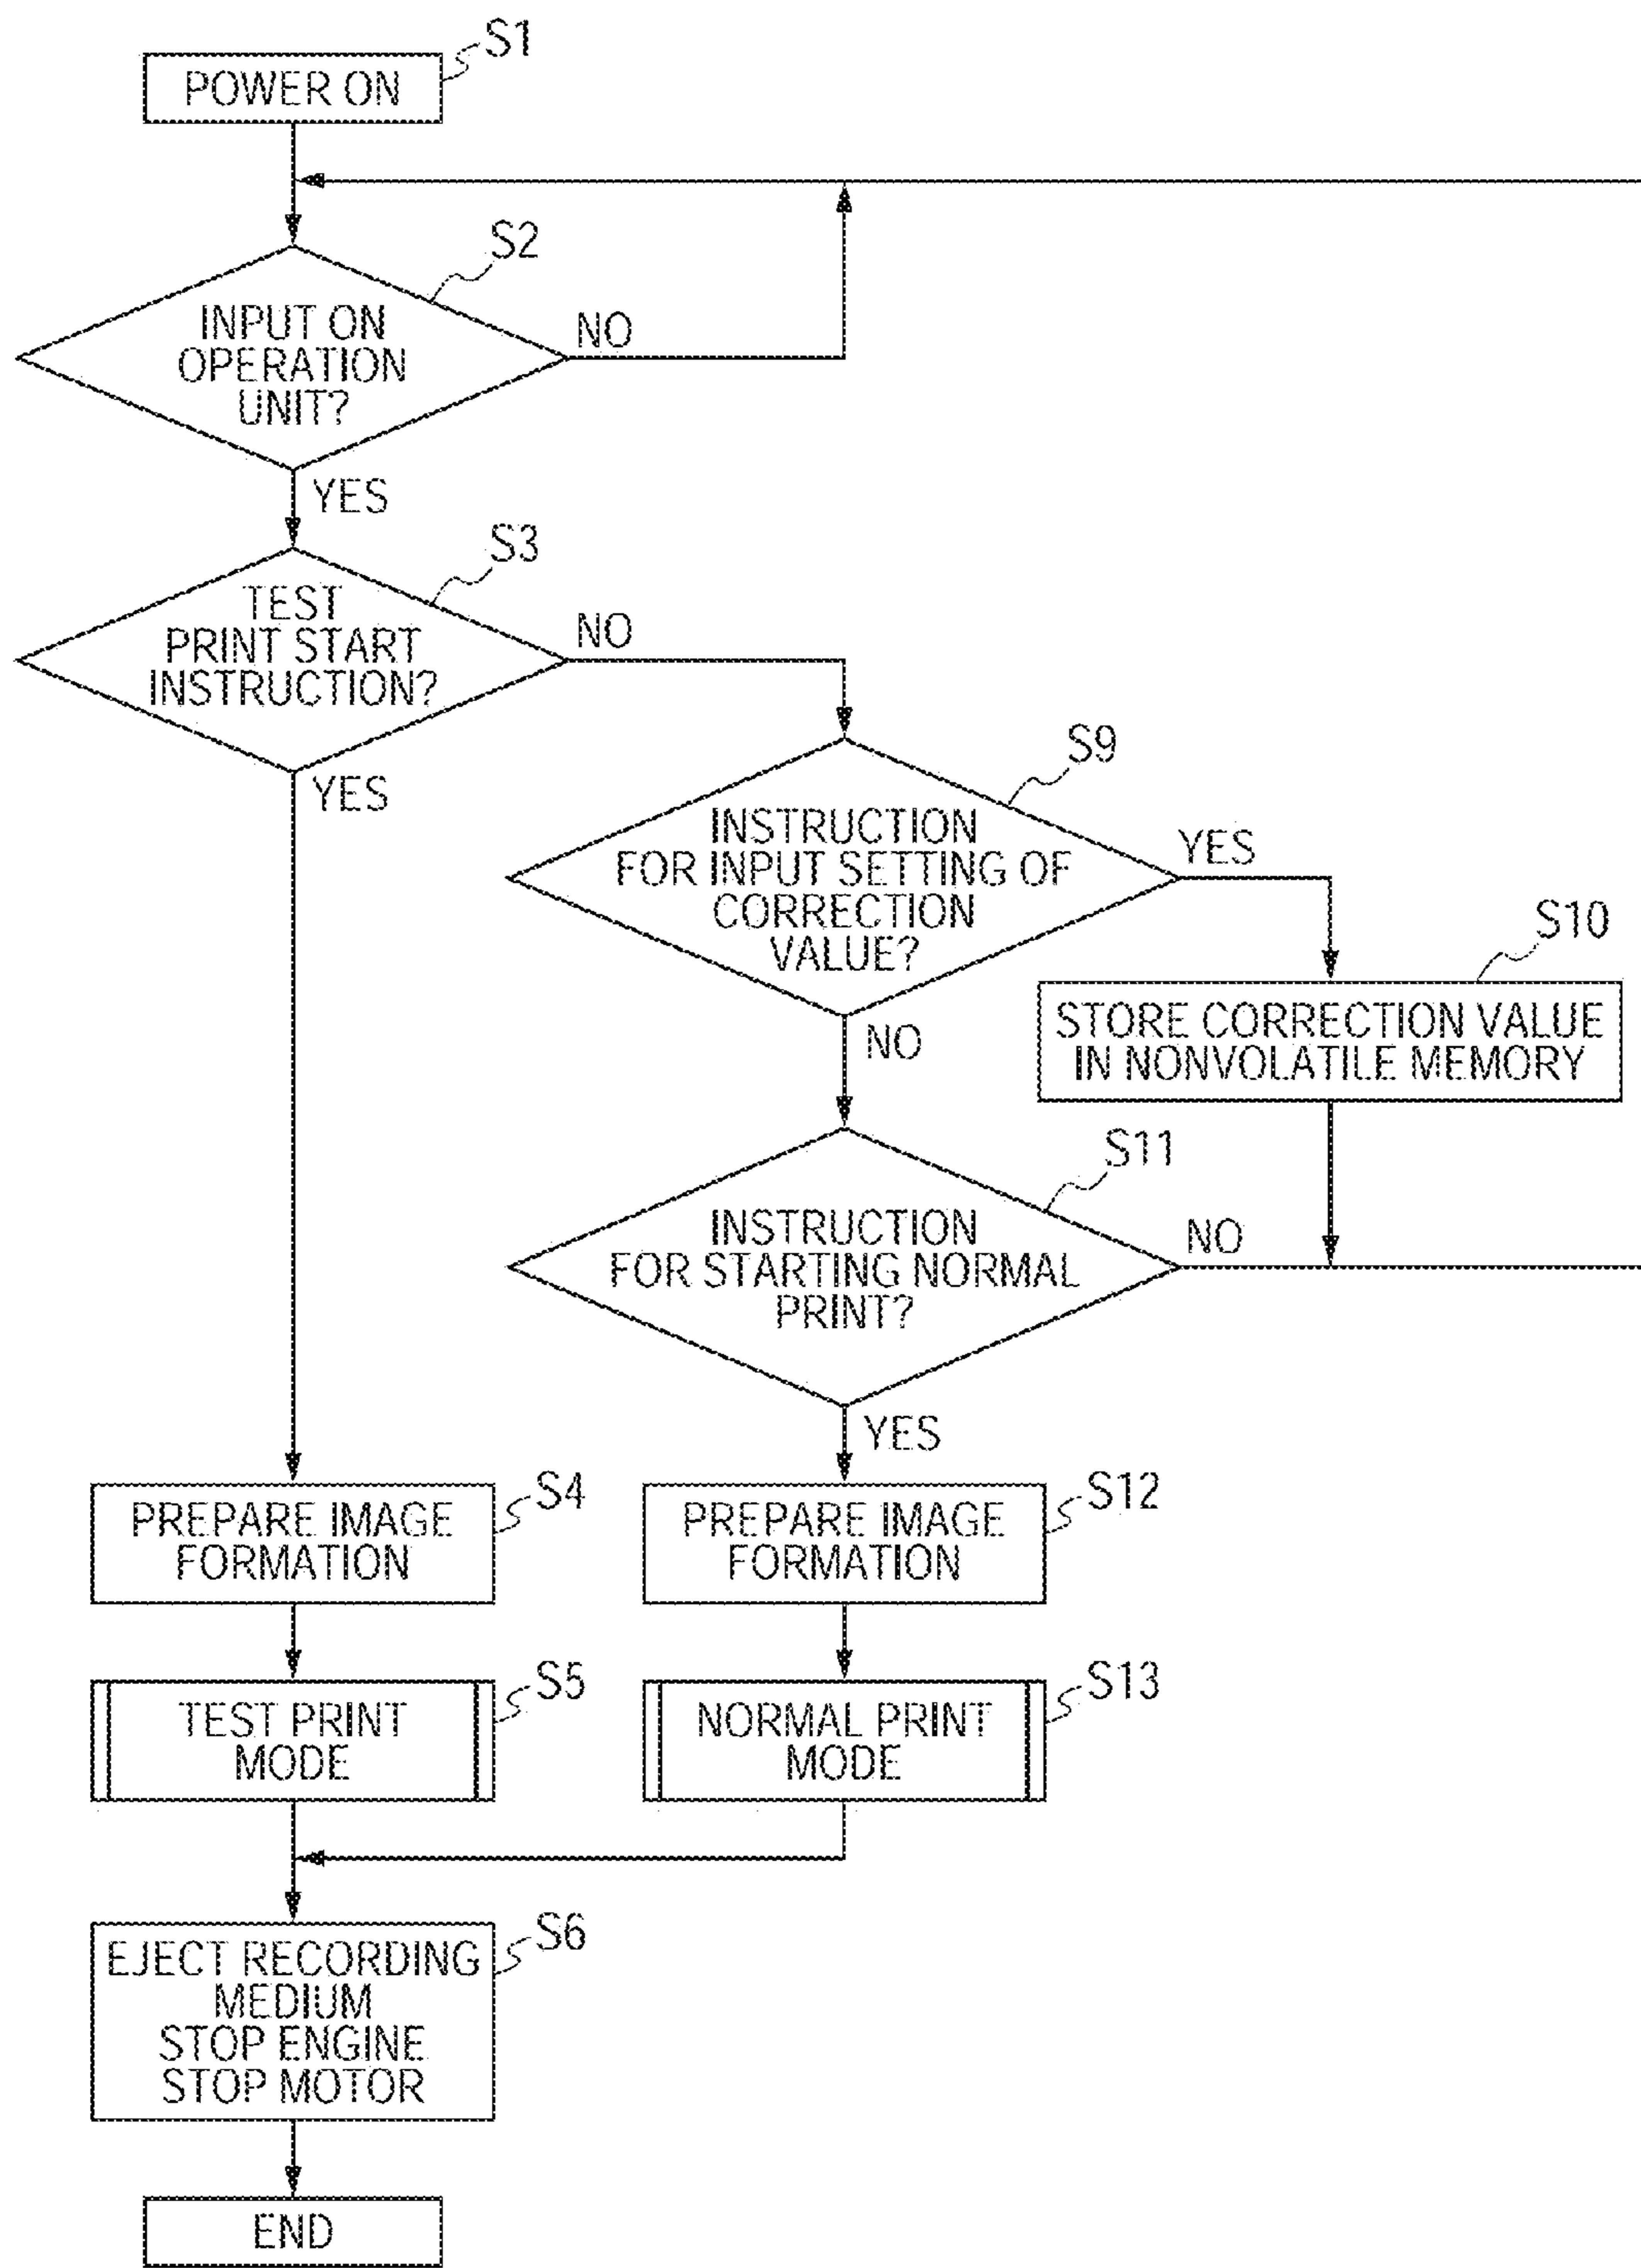 S1
POWER ON
S2
INPUT ON
OPERATION
UNIT?
NO
YES
S3
TEST
PRINT START
INSTRUCTION?
NO
YES
S9
INSTRUCTION
FOR INPUT SETTING OF
CORRECTION
VALUE?
YES
NO
S10
STORE CORRECTION VALUE
IN NONVOLATILE MEMORY
S11
INSTRUCTION
FOR STARTING NORMAL
PRINT?
NO
YES
S4
PREPARE IMAGE
FORMATION
S12
PREPARE IMAGE
FORMATION
S5
TEST PRINT
MODE
S13
NORMAL PRINT
MODE
S6
EJECT RECORDING
MEDIUM
STOP ENGINE
STOP MOTOR
END